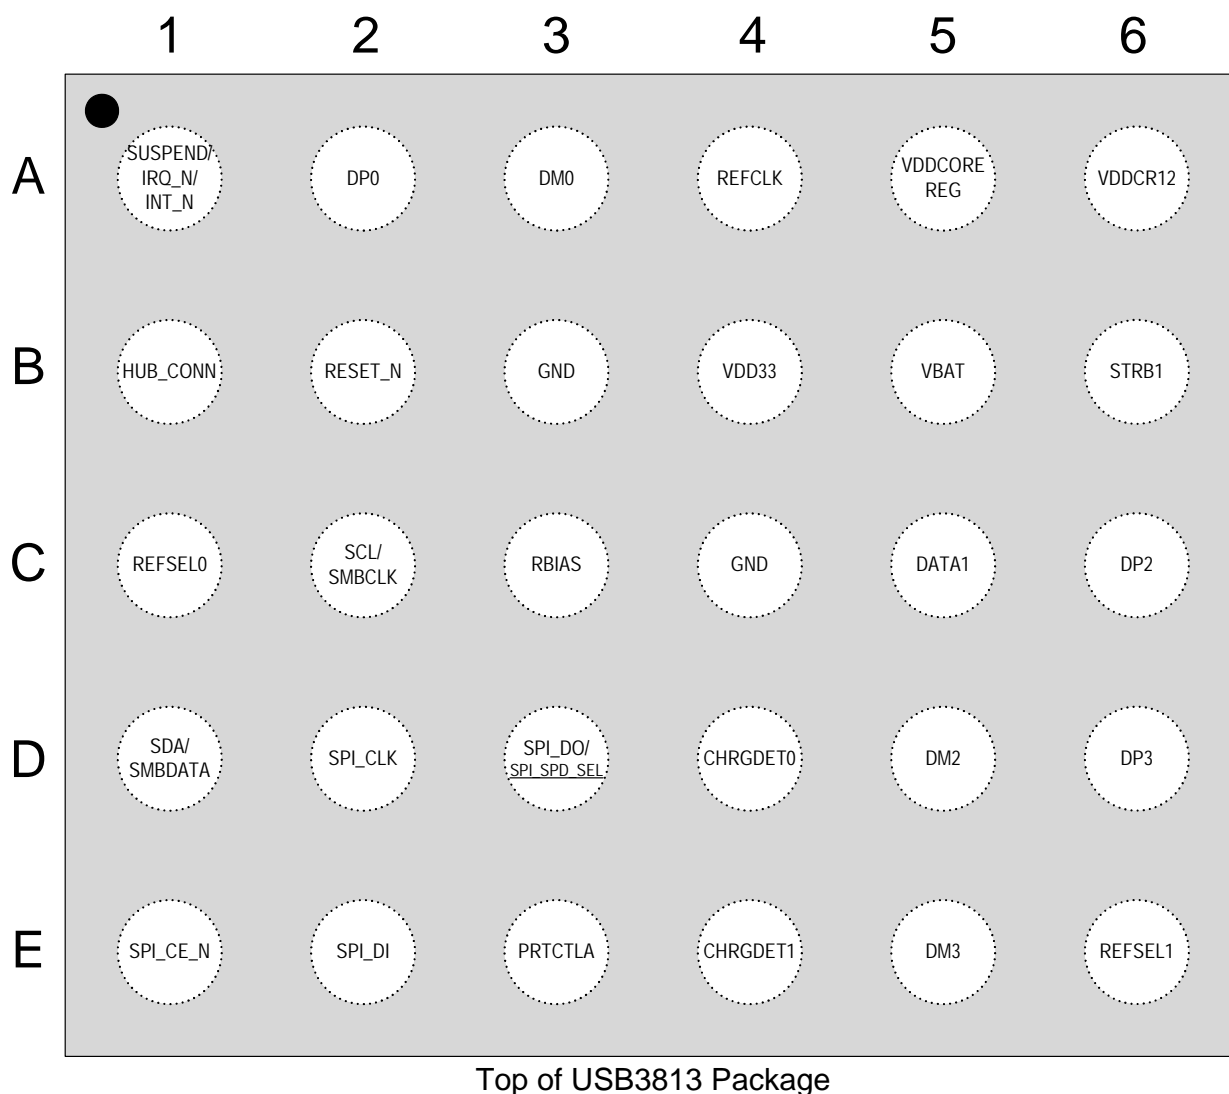 1 2 3 4 5 6
A
SUSPEND/
IRQ_N/
INT_N
DP0
DM0
REFCLK
VDDCORE
REG
VDDCR12
B
HUB_CONN
RESET_N
GND
VDD33
VBAT
STRB1
C
REFSEL0
SCL/
SMBCLK
RBIAS
GND
DATA1
DP2
D
SDA/
SMBDATA
SPI_CLK
SPI_DO/
SPI_SPD_SEL
CHRGDET0
DM2
DP3
E
SPI_CE_N
SPI_DI
PRTCTLA
CHRGDET1
DM3
REFSEL1
Top of USB3813 Package